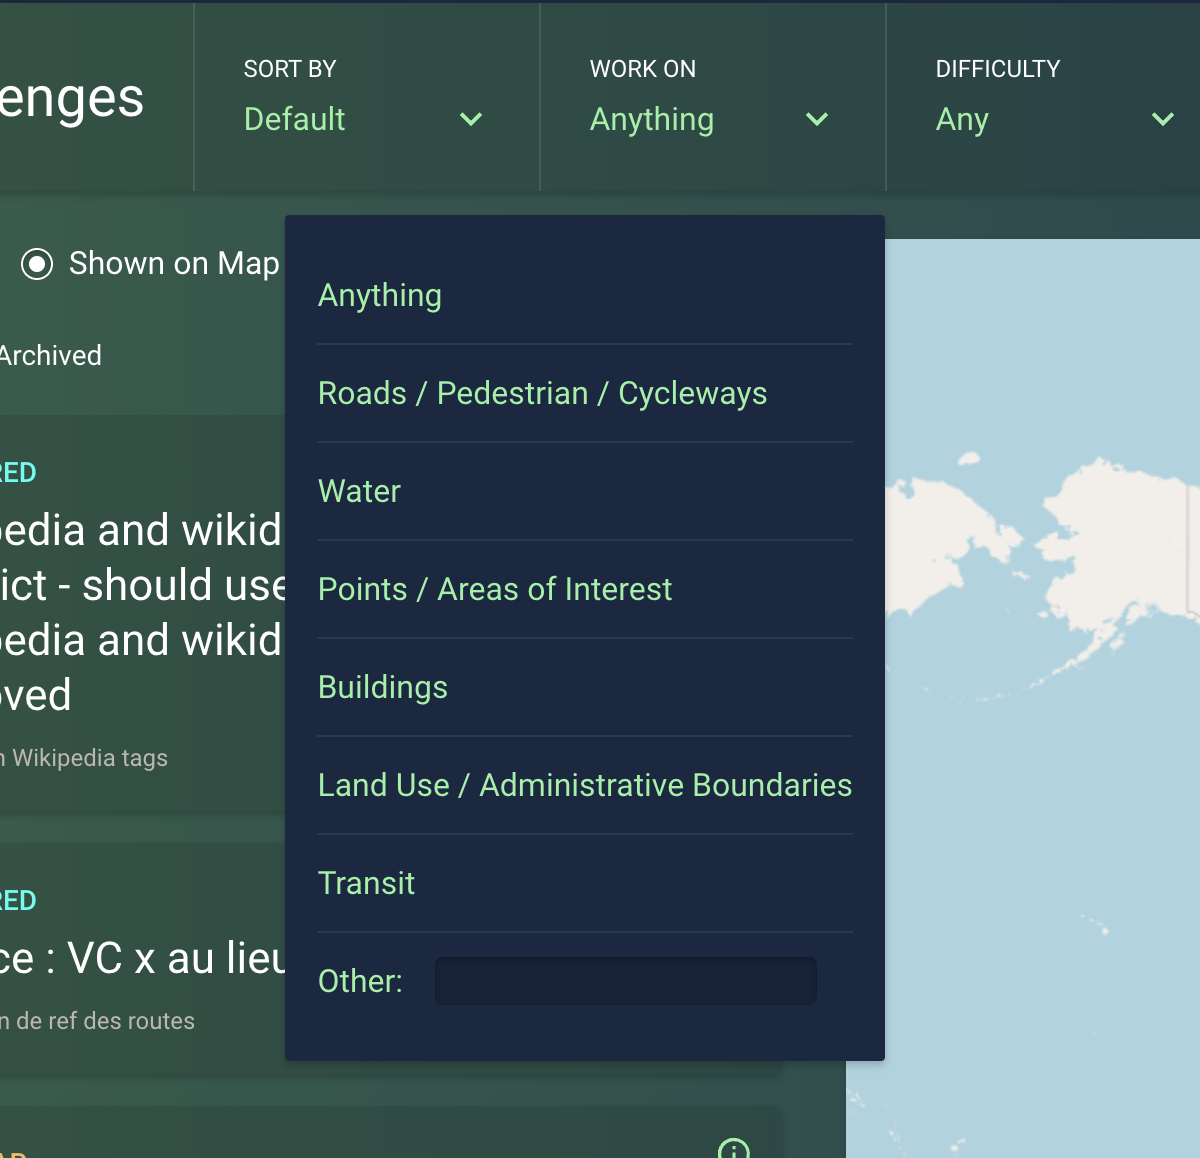 enges
SORT BY
Default
WORK ON
Anything
DIFFICULTY
Any
Shown on Map
Archived
RED
pedia and wikid
ict - should use
pedia and wikid
oved
n Wikipedia tags
RED
ce : VC x au lieu
n de ref des routes
Anything
Roads / Pedestrian / Cycleways
Water
Points / Areas of Interest
Buildings
Land Use / Administrative Boundaries
Transit
Other: